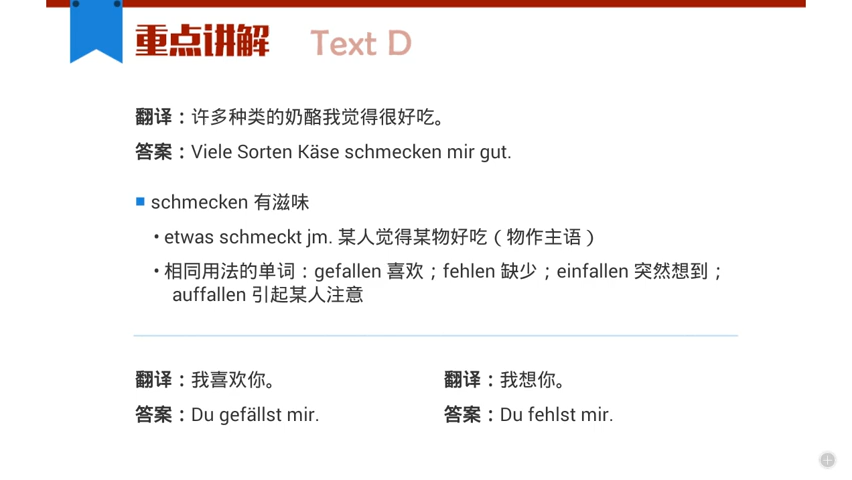 重点讲解 Text D
翻译：许多种类的奶酪我觉得很好吃。
答案：Viele Sorten Käse schmecken mir gut.
schmecken 有滋味
• etwas schmeckt jm. 某人觉得某物好吃（物作主语）
• 相同用法的单词：gefallen 喜欢；fehlen 缺少；einfallen 突然想到；
auffallen 引起某人注意
翻译：我喜欢你。 翻译：我想你。
答案：Du gefällst mir. 答案：Du fehlst mir.